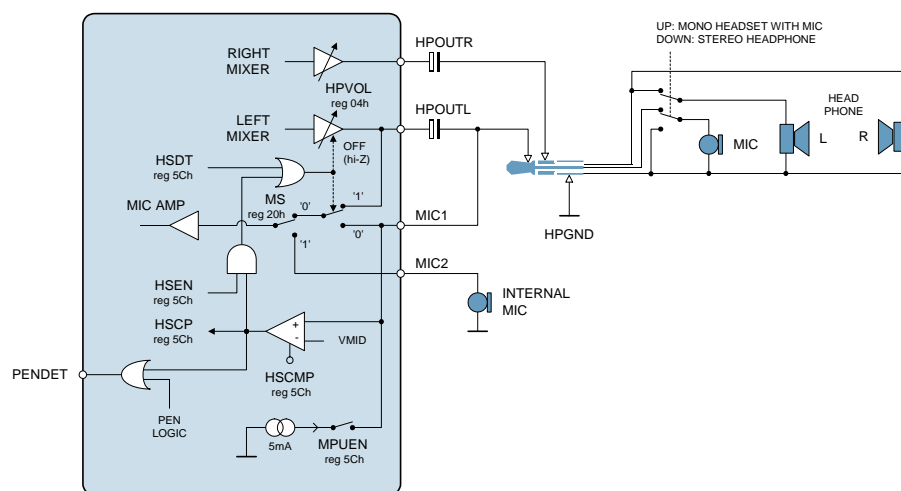 UP: MONO HEADSET WITH MIC
DOWN: STEREO HEADPHONE
HPOUTR
RIGHT
MIXER
HPVOL
reg 04h
HPOUTL
LEFT
MIXER
OFF
(hi-Z)
HEAD
PHONE
L
R
MIC
HSDT
reg 5Ch
MS
reg 20h
'0'
'1'
MIC AMP
'1'
'0'
MIC1
HPGND
MIC2
HSEN
reg 5Ch
INTERNAL
MIC
HSCP
reg 5Ch
+
-
VMID
PENDET
HSCMP
reg 5Ch
PEN
LOGIC
5mA
MPUEN
reg 5Ch